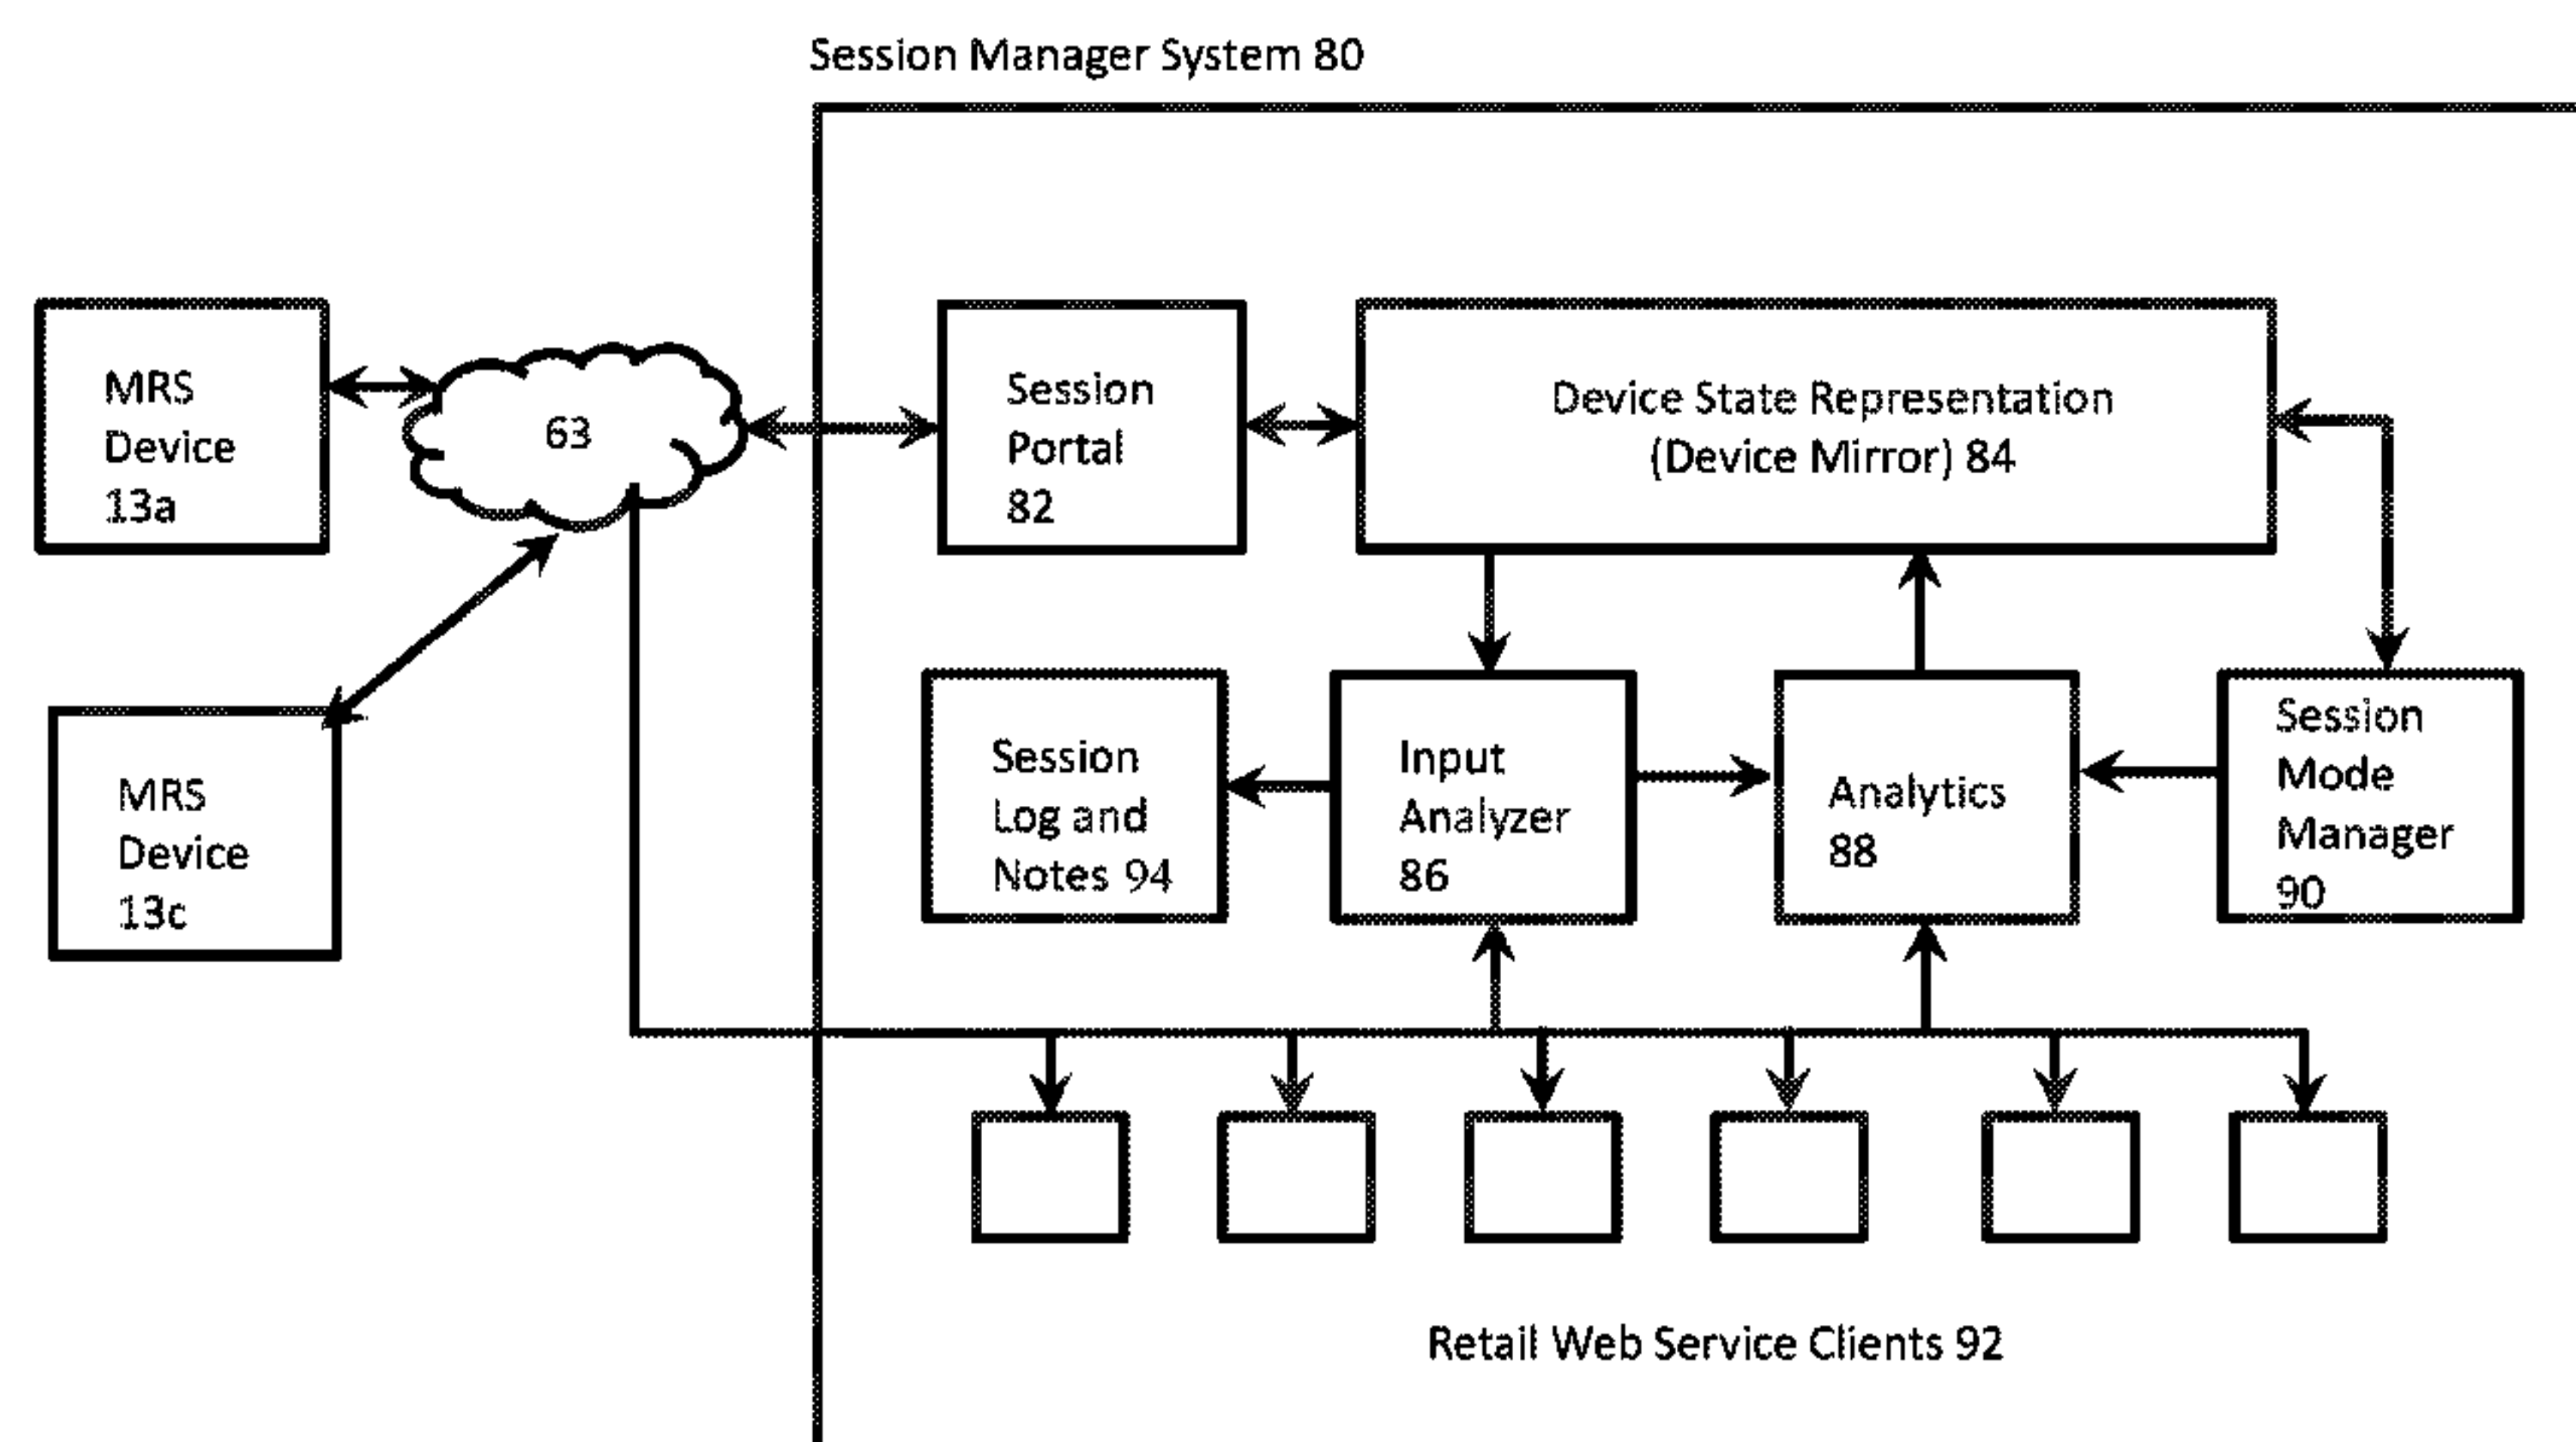 Session Manager System 80
MRS
Device
13a
63
Session
Portal
82
Device State Representation
(Device Mirror) 84
MRS
Device
13c
Session
Log and
Notes 94
Input
Analyzer
86
Analytics
88
Session
Mode
Manager
90
Retail Web Service Clients 92